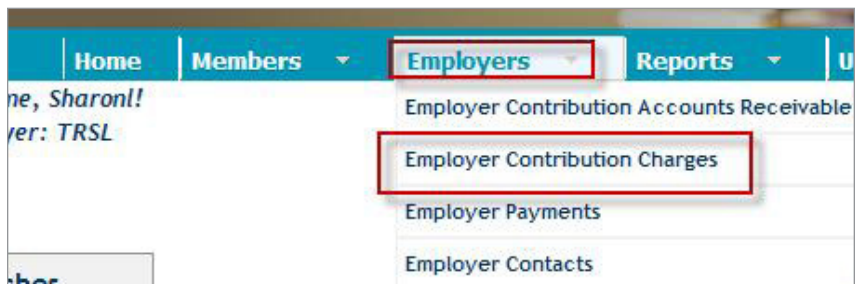 Home Members Employers Reports U
ne, Sharonl!
yer: TRSL
Employer Contribution Accounts Receivable
Employer Contribution Charges
Employer Payments
Employer Contacts